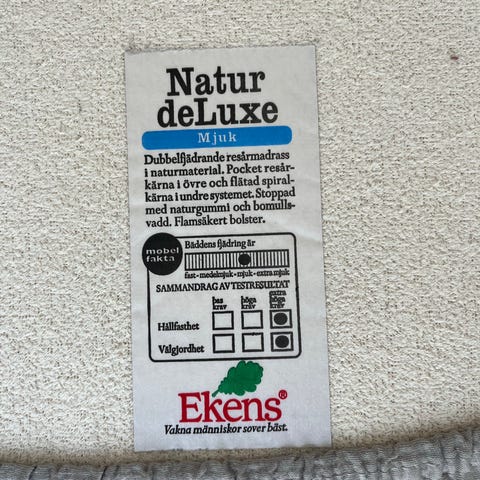 Natur
deLuxe
Mjuk
Dubbelfjädrande resårmadrass
i naturmaterial. Pocket resår-
kärna i övre och flätad spiral-
kärna i undre systemet. Stoppad
med naturgummi och bomulls-
vadd. Flamsäkert bolster.
möbel
fakta
Bäddens fjädring är
fast - medelmjuk - mjuk - extra mjuk
SAMMANDRAG AV TESTRESULTAT
bas
krav
höga
krav
extra
höga
krav
Hållfasthet
Välgjordhet
Ekens®
Vakna människor sover bäst.